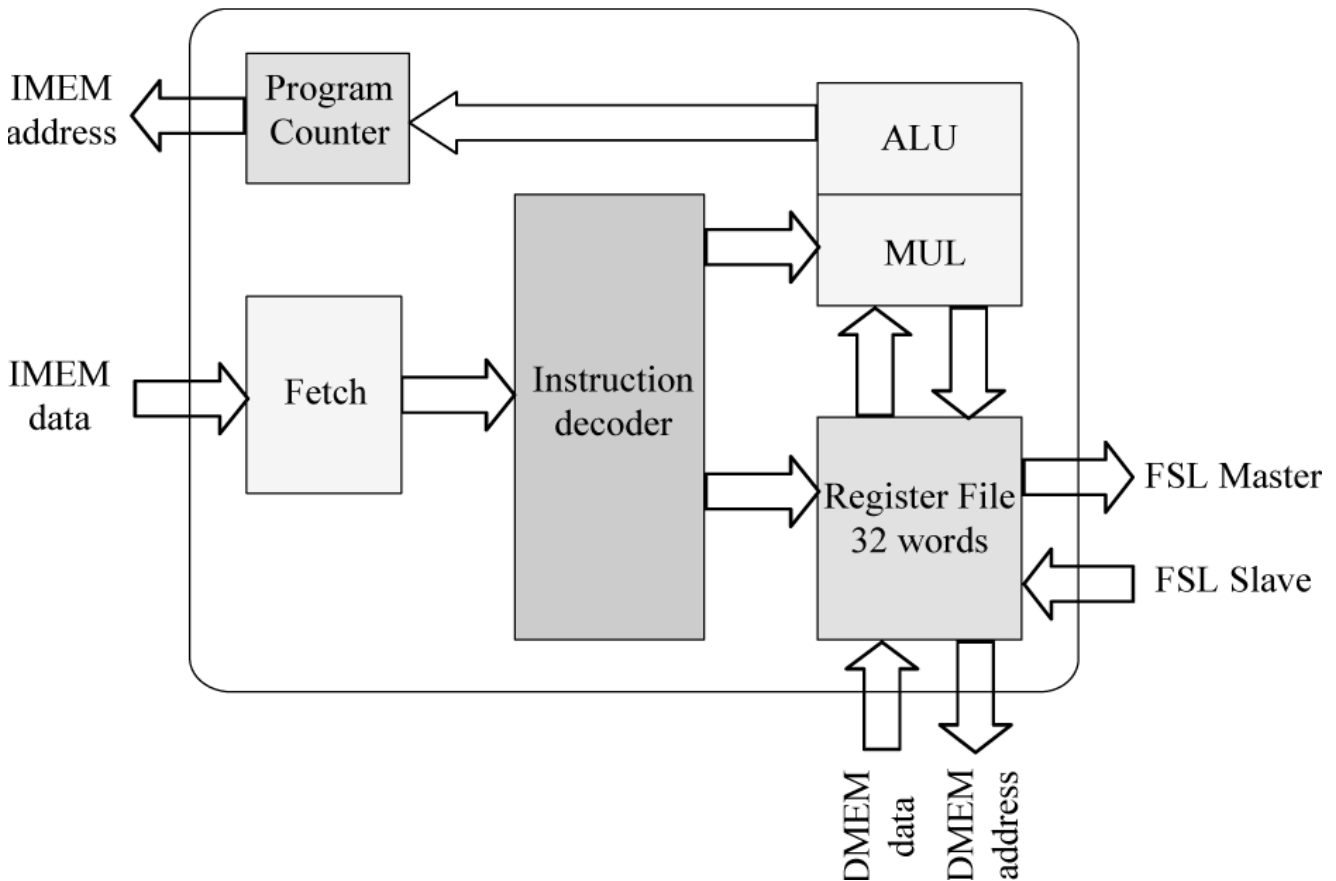 IMEM
address
Program
Counter
ALU
MUL
IMEM
data
Fetch
Instruction
decoder
Register File
32 words
FSL Master
FSL Slave
DMEM
data
DMEM
address